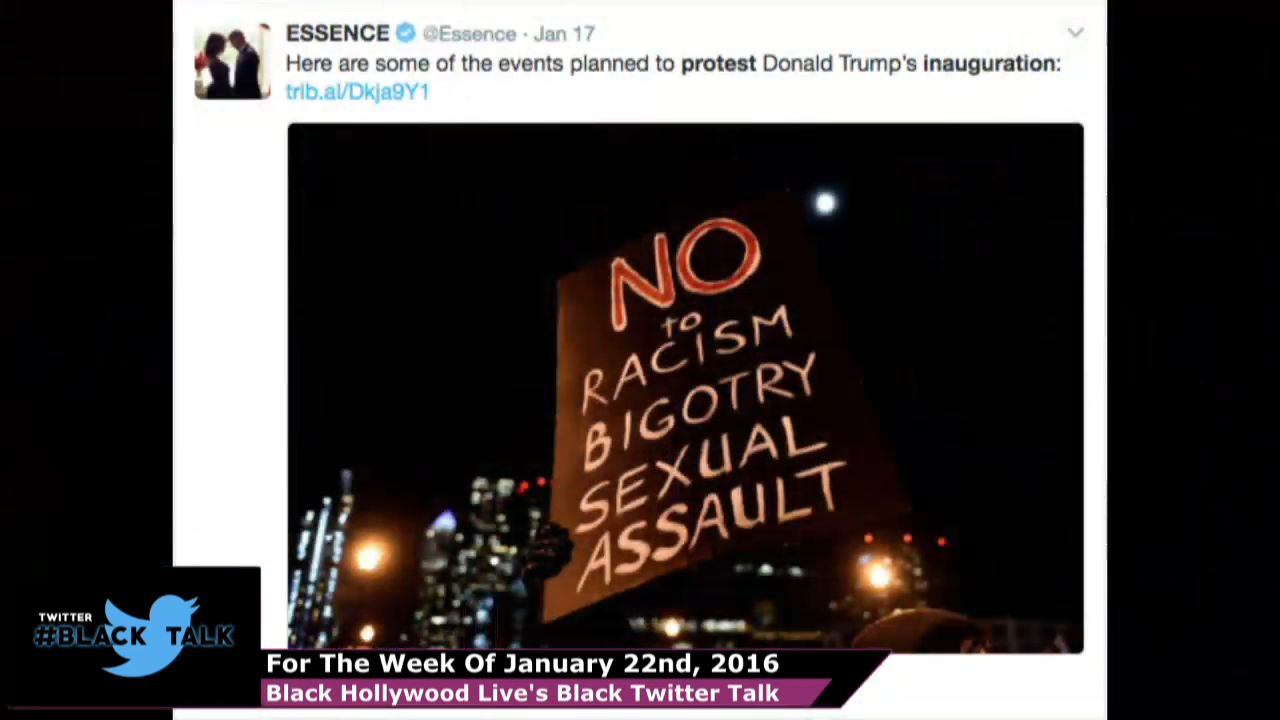 ESSENCE @Essence · Jan 17
Here are some of the events planned to protest Donald Trump's inauguration:
trib.al/Dkja9Y1
NO
to
RACISM
BIGOTRY
SEXUAL
ASSAULT
TWITTER
#BLACK TALK
For The Week Of January 22nd, 2016
Black Hollywood Live's Black Twitter Talk